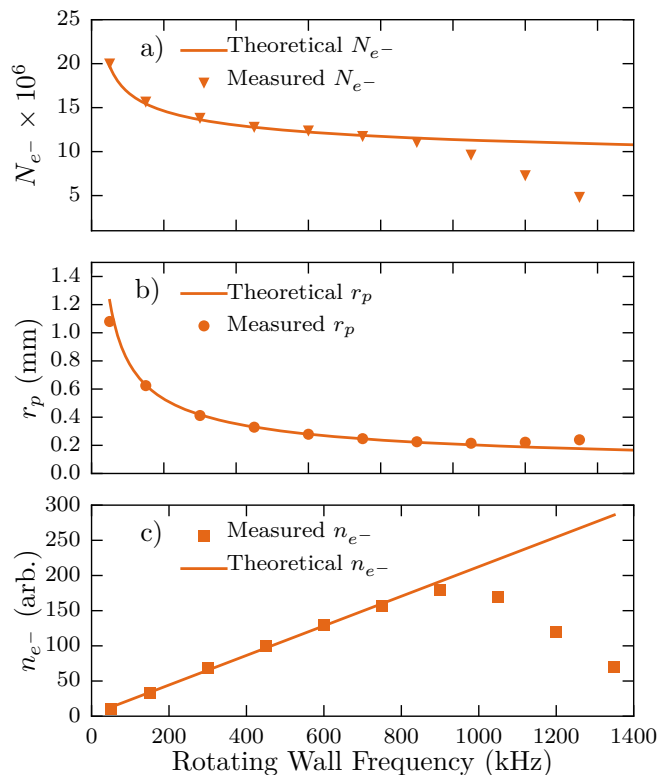 a)
Theoretical N_{e^-}
Measured N_{e^-}
N_{e^-} × 10^6
25
20
15
10
5
b)
Theoretical r_p
Measured r_p
r_p (mm)
1.4
1.2
1.0
0.8
0.6
0.4
0.2
0.0
c)
Measured n_{e^-}
Theoretical n_{e^-}
n_{e^-} (arb.)
300
250
200
150
100
50
0
0 200 400 600 800 1000 1200 1400
Rotating Wall Frequency (kHz)